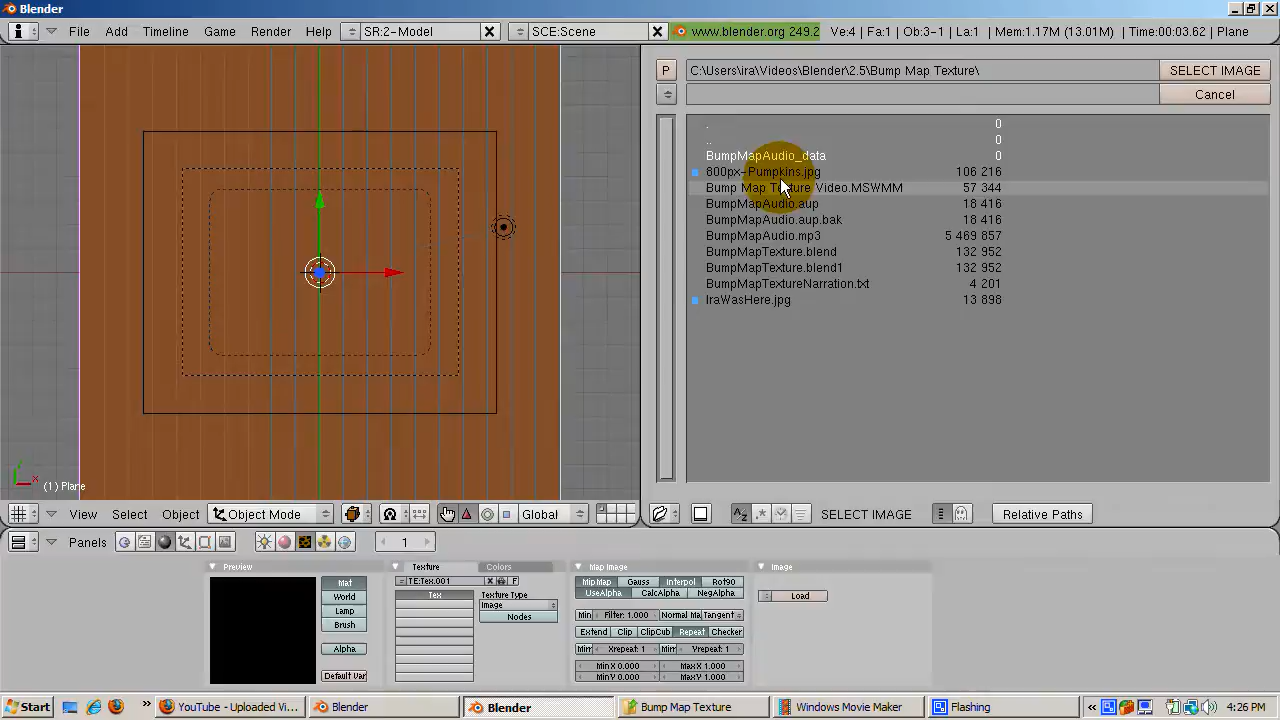 Blender
File Add Timeline Game Render Help SR:2-Model SCE:Scene www.blender.org 249.2 Ve:4 | Fa:1 | Ob:3-1 | La:1 | Mem:1.17M (13.01M) | Time:00:03.62 | Plane
P C:\Users\ira\Videos\Blender\2.5\Bump Map Texture\ SELECT IMAGE
Cancel
. 0
.. 0
BumpMapAudio_data 0
600px-Pumpkins.jpg 106 216
Bump Map Texture Video.MSWMM 57 344
BumpMapAudio.aup 18 416
BumpMapAudio.aup.bak 18 416
BumpMapAudio.mp3 5 469 857
BumpMapTexture.blend 132 952
BumpMapTexture.blend1 132 952
BumpMapTextureNarration.txt 4 201
IraWasHere.jpg 13 898
(1) Plane
View Select Object Object Mode Global SELECT IMAGE Relative Paths
Panels 1
Preview Texture Colors Map Image Image
Mat World Lamp Brush Alpha Default Var
TE:Tex.001 F
Tex Texture Type
Image
Nodes
MipMap Gauss Interpol Rot90
UseAlpha CalcAlpha NegAlpha
Min Filter: 1.000 Normal Ma Tangent
Extend Clip ClipCub Repeat Checker
Mirr Xrepeat: 1 Mirr Yrepeat: 1
MinX 0.000 MaxX 1.000
MinY 0.000 MaxY 1.000
Load
Start YouTube - Uploaded Vi... Blender Blender Bump Map Texture Windows Movie Maker Flashing 4:26 PM